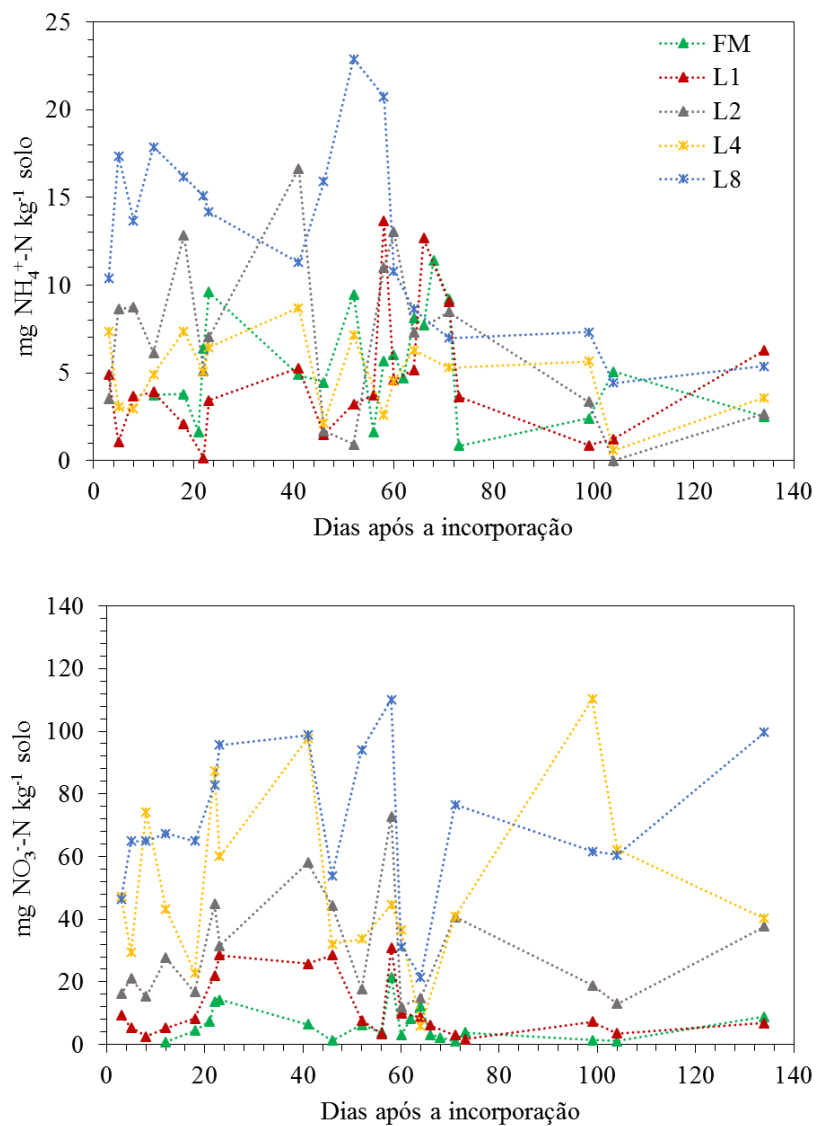 25
20
15
10
5
0
mg NH₄⁺-N kg⁻¹ solo
FM
L1
L2
L4
L8
0 20 40 60 80 100 120 140
Dias após a incorporação
140
120
100
80
60
40
20
0
mg NO₃⁻-N kg⁻¹ solo
0 20 40 60 80 100 120 140
Dias após a incorporação